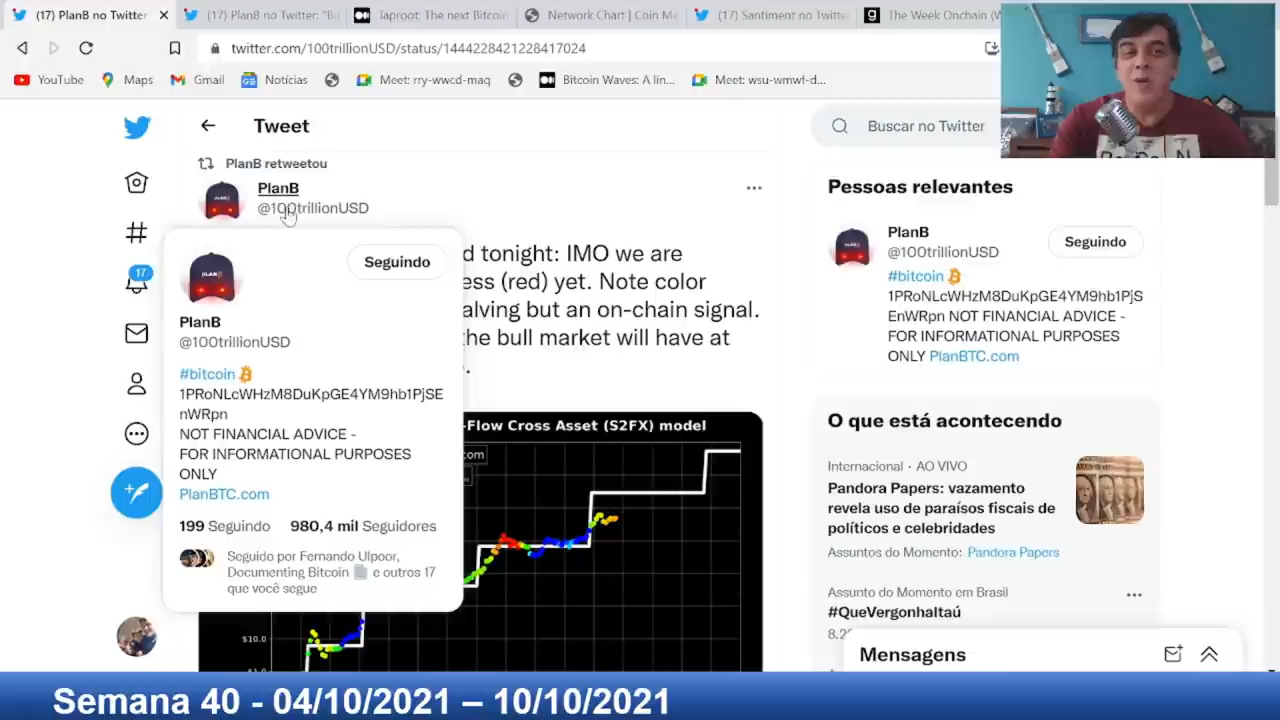 (17) PlanB no Twitter
(17) PlanB no Twitter: "Bi
Taproot: The next Bitcoin
Network Chart | Coin Me
(17) Santiment no Twitte
The Week Onchain (W
twitter.com/100trillionUSD/status/1444228421228417024
YouTube
Maps
Gmail
Notícias
Meet: rry-wwcd-maq
Bitcoin Waves: A lin...
Meet: wsu-wmwf-d...
Tweet
PlanB retweetou
PlanB
@100trillionUSD
d tonight: IMO we are
ess (red) yet. Note color
alving but an on-chain signal.
the bull market will have at
Seguindo
PlanB
@100trillionUSD
#bitcoin
1PRoNLcWHzM8DuKpGE4YM9hb1PjSE
nWRpn
NOT FINANCIAL ADVICE -
FOR INFORMATIONAL PURPOSES
ONLY
PlanBTC.com
199 Seguindo 980,4 mil Seguidores
Seguido por Fernando Ulpoor,
Documenting Bitcoin e outros 17
que você segue
-Flow Cross Asset (S2FX) model
com
$10.0
17
Buscar no Twitter
Pessoas relevantes
PlanB
@100trillionUSD
Seguindo
#bitcoin
1PRoNLcWHzM8DuKpGE4YM9hb1PjS
EnWRpn NOT FINANCIAL ADVICE -
FOR INFORMATIONAL PURPOSES
ONLY PlanBTC.com
O que está acontecendo
Internacional · AO VIVO
Pandora Papers: vazamento
revela uso de paraísos fiscais de
políticos e celebridades
Assuntos do Momento: Pandora Papers
Assunto do Momento em Brasil
#QueVergonhaItaú
Mensagens
Semana 40 - 04/10/2021 – 10/10/2021